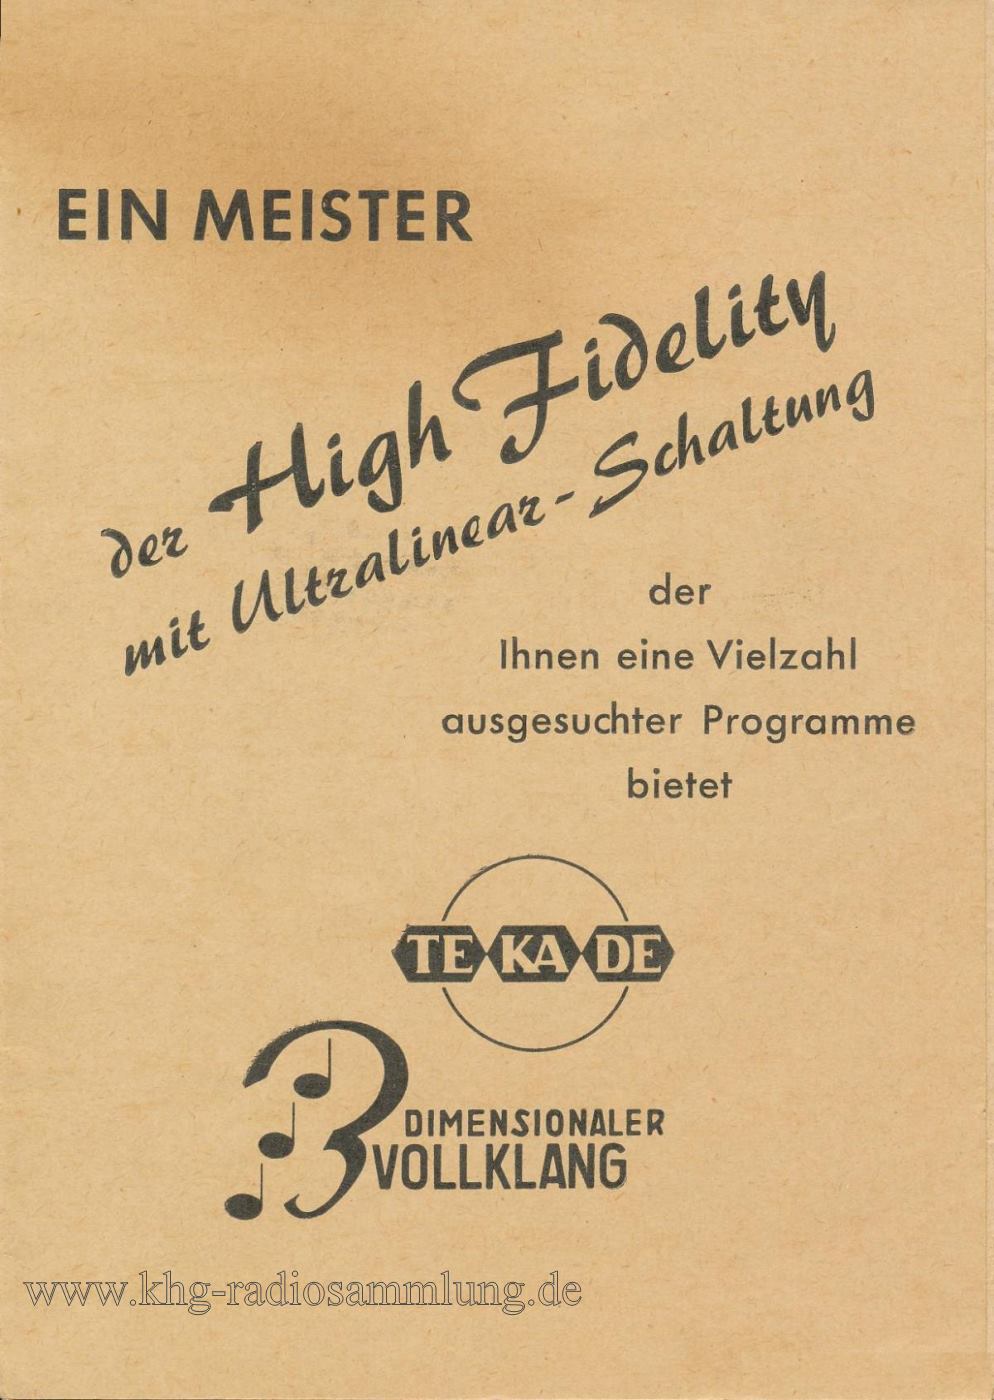 EIN MEISTER
der High Fidelity
mit Ultralinear-Schaltung
der
Ihnen eine Vielzahl
ausgesuchter Programme
bietet
TE KA DE
3 DIMENSIONALER
VOLLKLANG
www.khg-radiosammlung.de